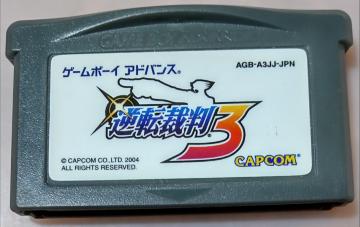 ゲームボーイ アドバンス®
AGB-A3JJ-JPN
逆転裁判3
© CAPCOM CO., LTD. 2004
ALL RIGHTS RESERVED.
CAPCOM